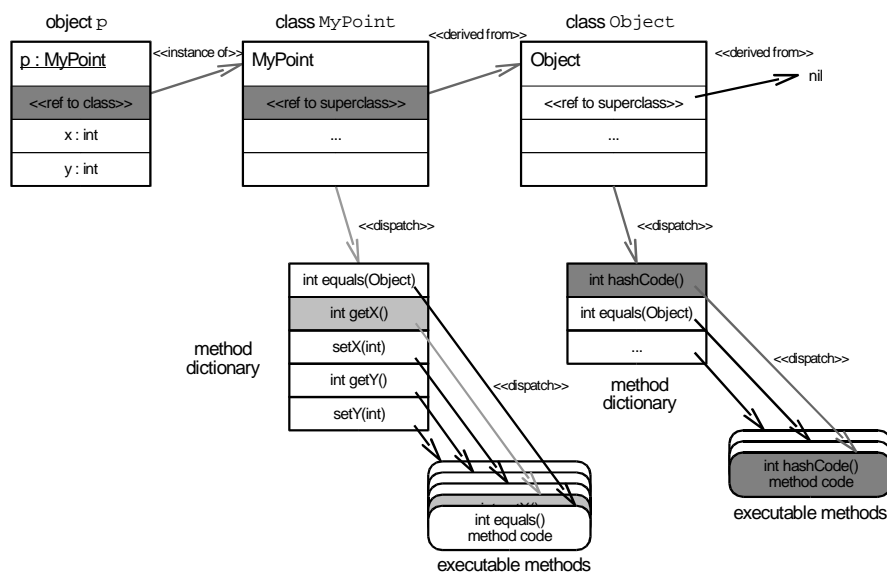 object p
class MyPoint
class Object
p : MyPoint
<<instance of>>
MyPoint
<<derived from>>
Object
<<derived from>>
nil
<<ref to class>>
<<ref to superclass>>
<<ref to superclass>>
x : int
...
...
y : int
<<dispatch>>
<<dispatch>>
int equals(Object)
int getX()
setX(int)
int getY()
setY(int)
method
dictionary
<<dispatch>>
int hashCode()
int equals(Object)
...
<<dispatch>>
method
dictionary
int equals()
method code
executable methods
int hashCode()
method code
executable methods